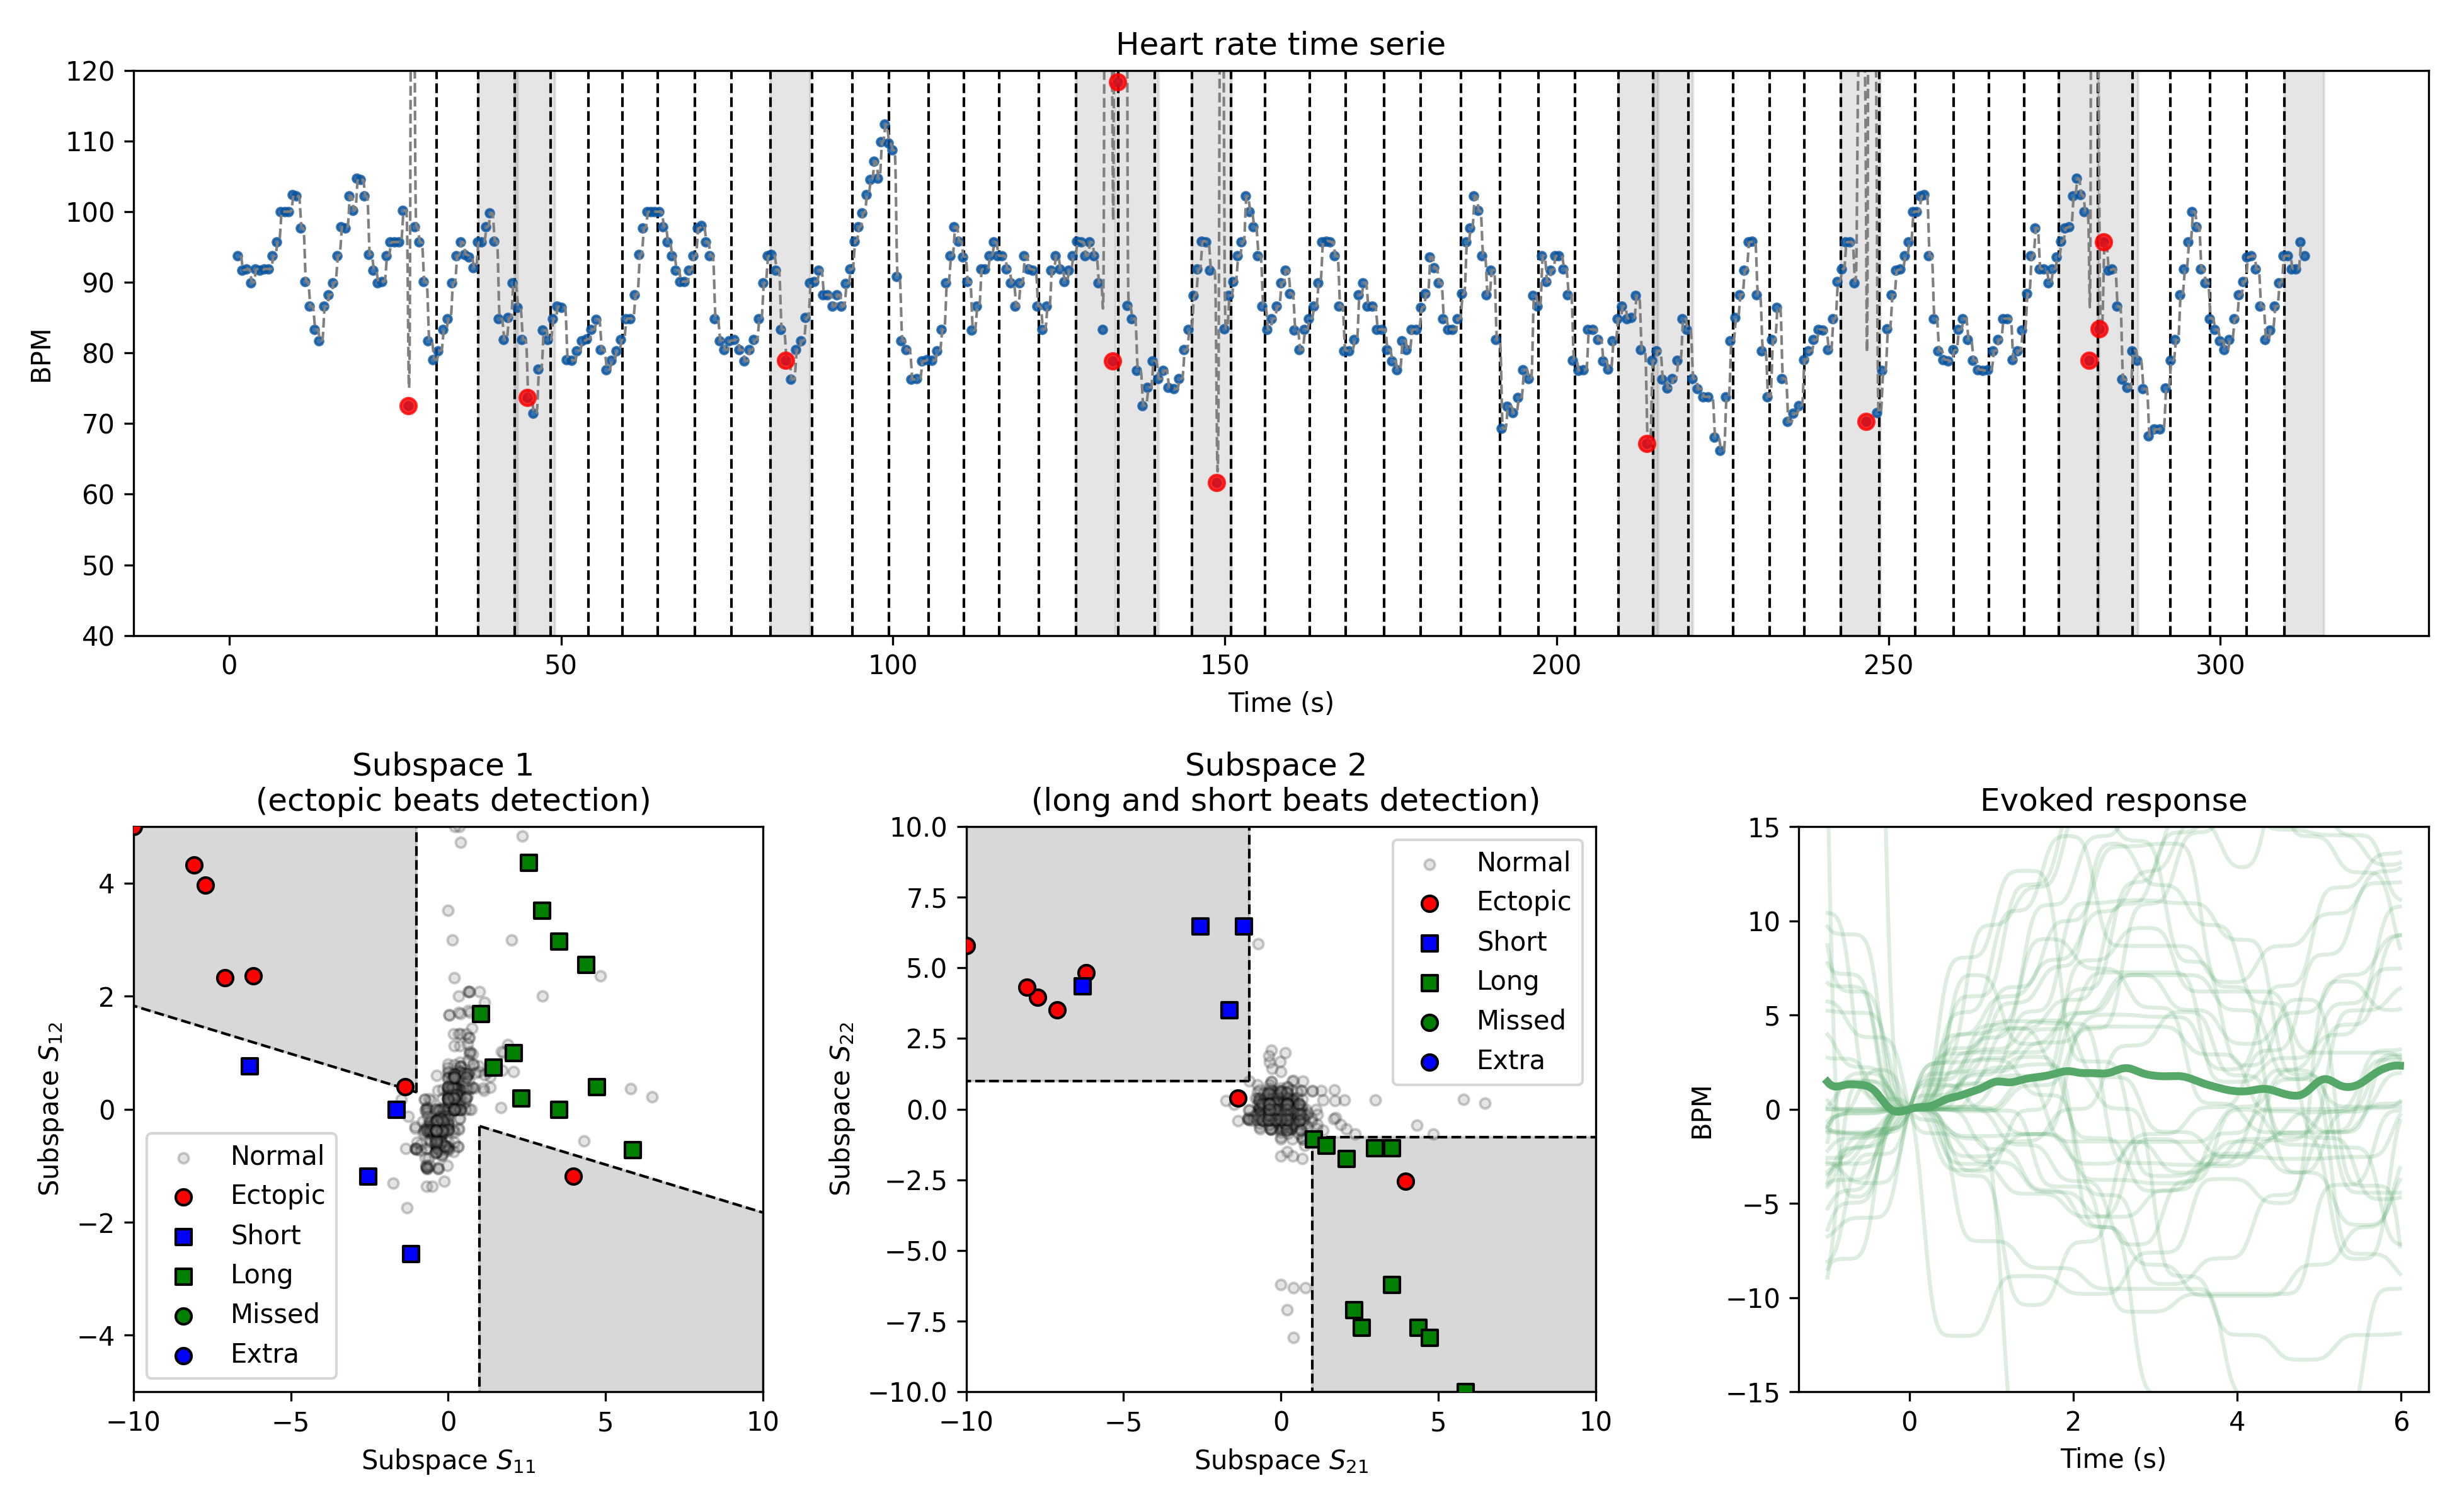 Heart rate time serie
120
110
100
90
80
70
60
50
40
BPM
0 50 100 150 200 250 300
Time (s)
Subspace 1
(ectopic beats detection)
4
2
0
−2
−4
Subspace S12
Normal
Ectopic
Short
Long
Missed
Extra
−10 −5 0 5 10
Subspace S11
Subspace 2
(long and short beats detection)
10.0
7.5
5.0
2.5
0.0
−2.5
−5.0
−7.5
−10.0
Subspace S22
Normal
Ectopic
Short
Long
Missed
Extra
−10 −5 0 5 10
Subspace S21
Evoked response
15
10
5
0
−5
−10
−15
BPM
0 2 4 6
Time (s)